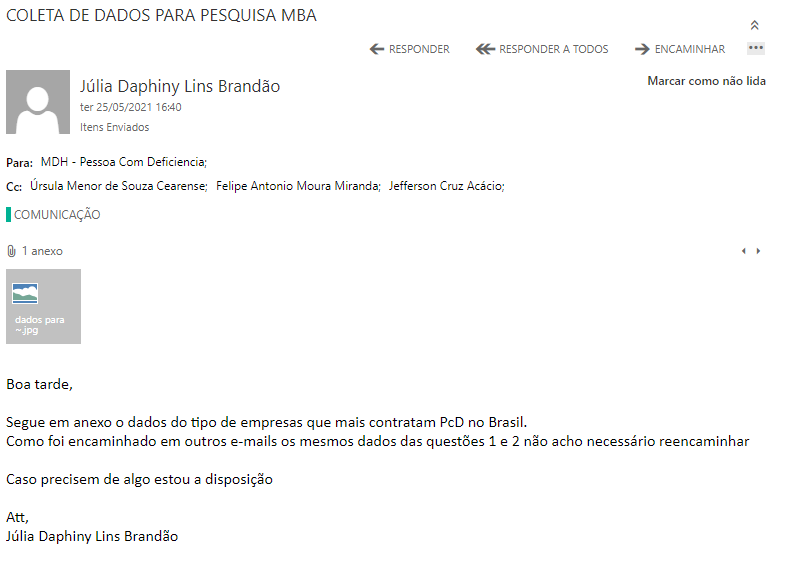 COLETA DE DADOS PARA PESQUISA MBA
RESPONDER RESPONDER A TODOS ENCAMINHAR
Júlia Daphiny Lins Brandão
Marcar como não lida
ter 25/05/2021 16:40
Itens Enviados
Para: MDH - Pessoa Com Deficiencia;
Cc: Úrsula Menor de Souza Cearense; Felipe Antonio Moura Miranda; Jefferson Cruz Acácio;
COMUNICAÇÃO
1 anexo
dados para
~.jpg
Boa tarde,
Segue em anexo o dados do tipo de empresas que mais contratam PcD no Brasil.
Como foi encaminhado em outros e-mails os mesmos dados das questões 1 e 2 não acho necessário reencaminhar
Caso precisem de algo estou a disposição
Att,
Júlia Daphiny Lins Brandão